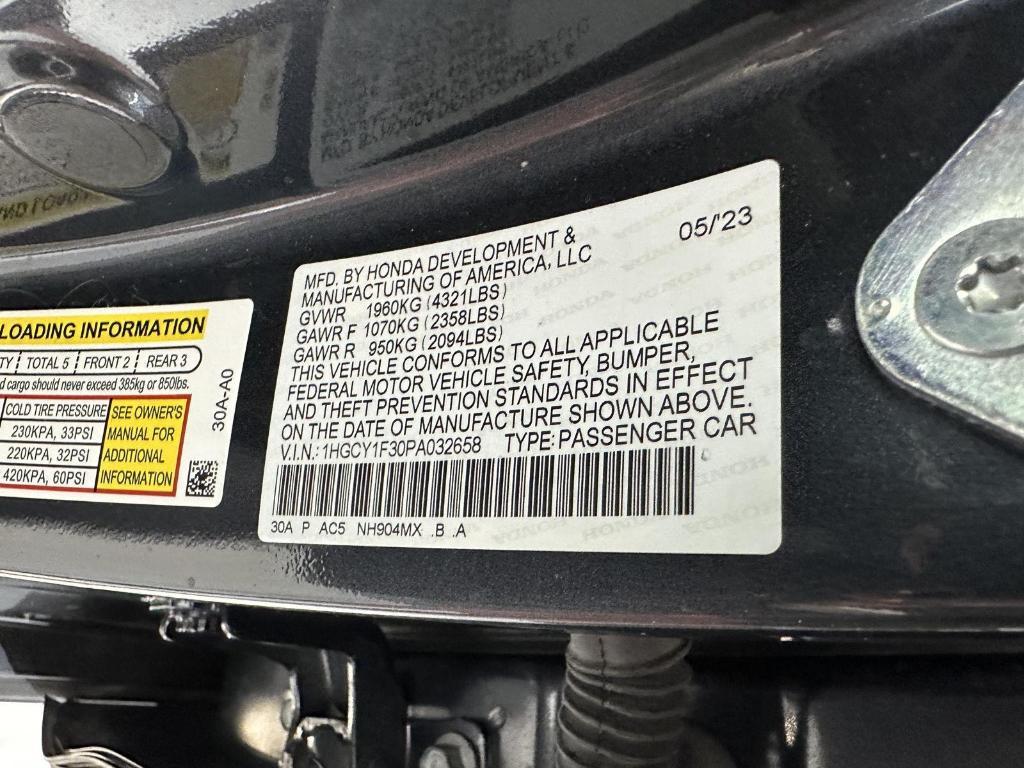 LOADING INFORMATION
TOTAL 5 FRONT 2 REAR 3
cargo should never exceed 385kg or 850lbs.
COLD TIRE PRESSURE
230KPA, 33PSI
220KPA, 32PSI
420KPA, 60PSI
SEE OWNER'S
MANUAL FOR
ADDITIONAL
INFORMATION
30A-A0
05/'23
MFD. BY HONDA DEVELOPMENT &
MANUFACTURING OF AMERICA, LLC
GVWR 1960KG (4321LBS)
GAWR F 1070KG (2358LBS)
GAWR R 950KG (2094LBS)
THIS VEHICLE CONFORMS TO ALL APPLICABLE
FEDERAL MOTOR VEHICLE SAFETY, BUMPER,
AND THEFT PREVENTION STANDARDS IN EFFECT
ON THE DATE OF MANUFACTURE SHOWN ABOVE.
V.I.N.: 1HGCY1F30PA032658 TYPE: PASSENGER CAR
30A P AC5 NH904MX .B .A